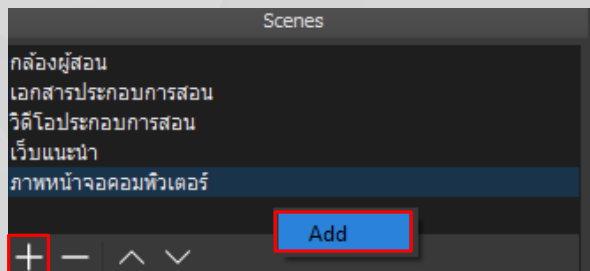 Scenes
กล้องผู้สอน
เอกสารประกอบการสอน
วิดีโอประกอบการสอน
เว็บแนะนำ
ภาพหน้าจอคอมพิวเตอร์
Add